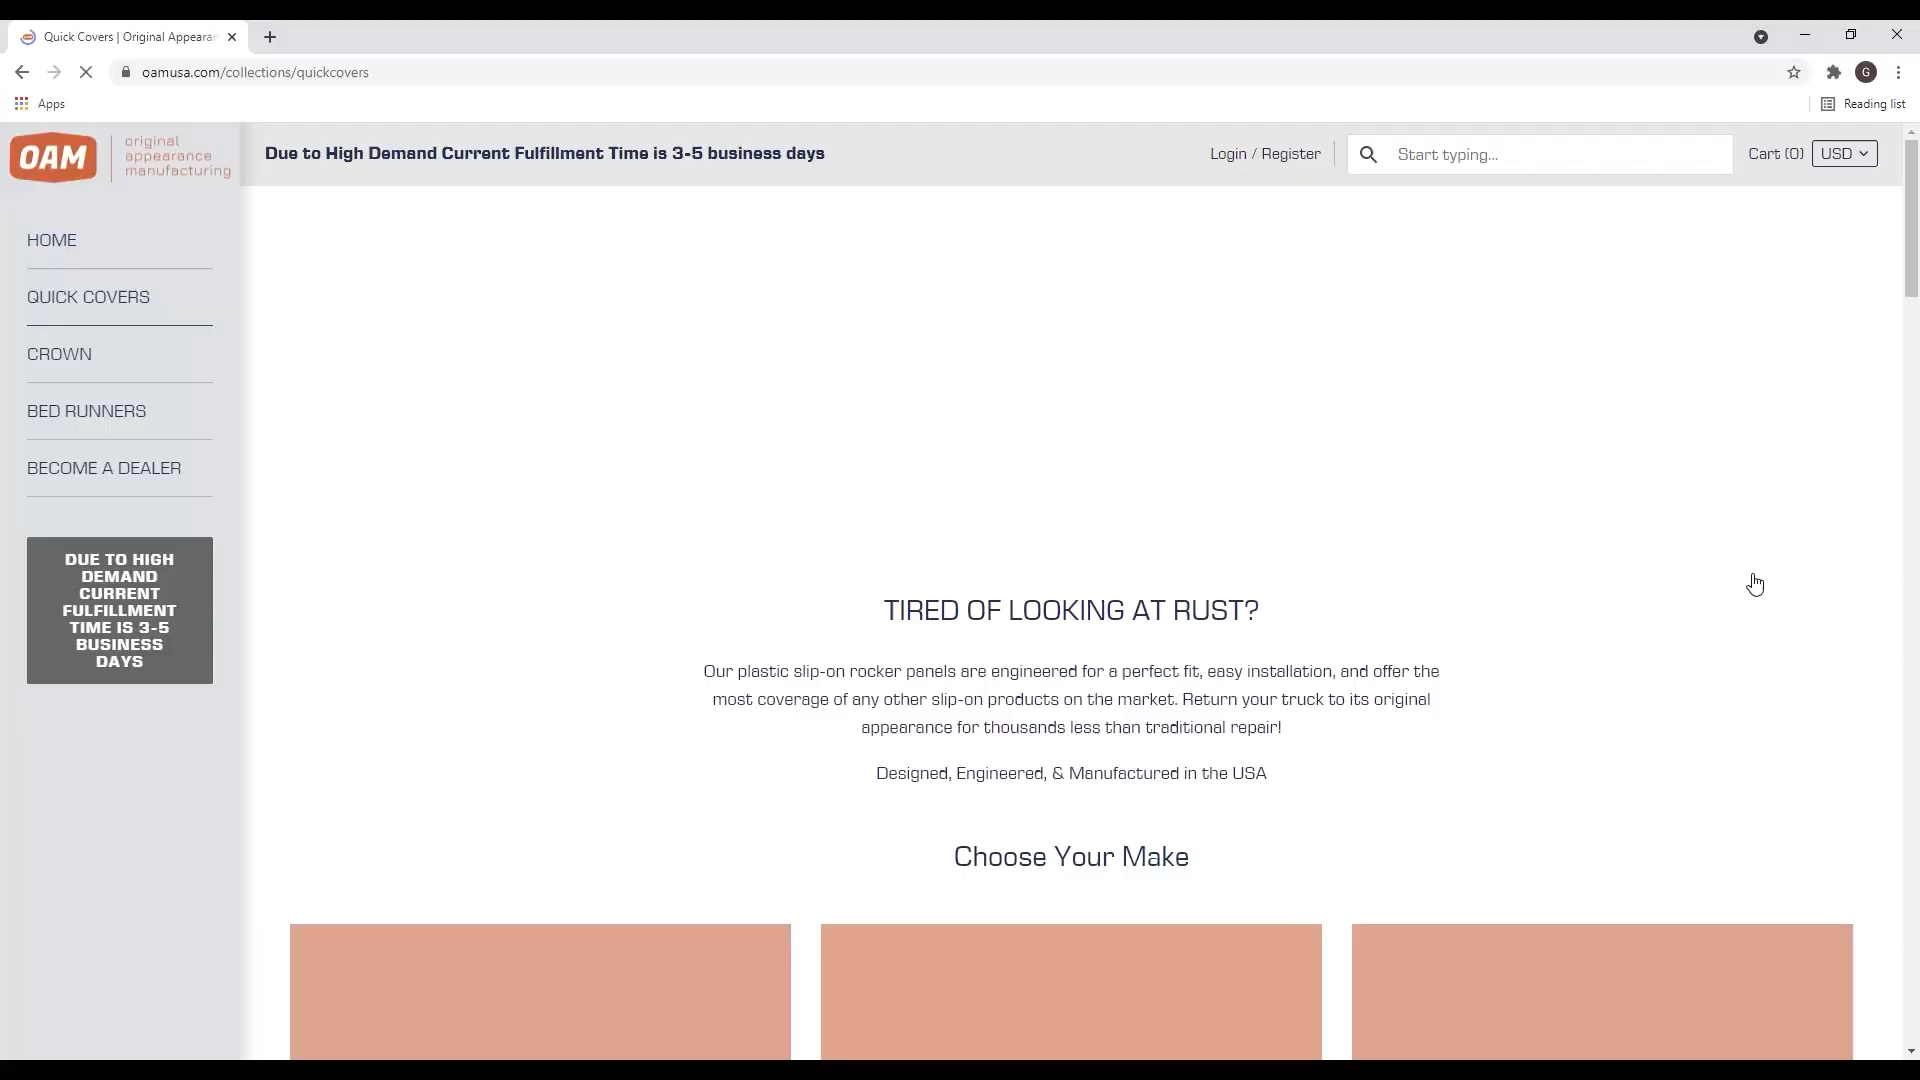 Quick Covers | Original Appearan
oamusa.com/collections/quickcovers
G
Apps
Reading list
OAM
original
appearance
manufacturing
Due to High Demand Current Fulfillment Time is 3-5 business days
Login / Register
Start typing...
Cart (0)
USD
HOME
QUICK COVERS
CROWN
BED RUNNERS
BECOME A DEALER
DUE TO HIGH
DEMAND
CURRENT
FULFILLMENT
TIME IS 3-5
BUSINESS
DAYS
TIRED OF LOOKING AT RUST?
Our plastic slip-on rocker panels are engineered for a perfect fit, easy installation, and offer the
most coverage of any other slip-on products on the market. Return your truck to its original
appearance for thousands less than traditional repair!
Designed, Engineered, & Manufactured in the USA
Choose Your Make